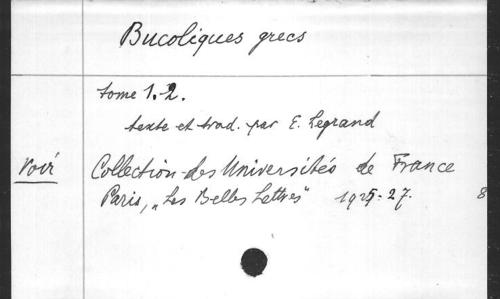 Bucoliques grecs
tome 1.2.
texte et trad. par E. Legrand
voir Collection des Universités de France
Paris, „Les Belles Lettres" 1925-27. 8